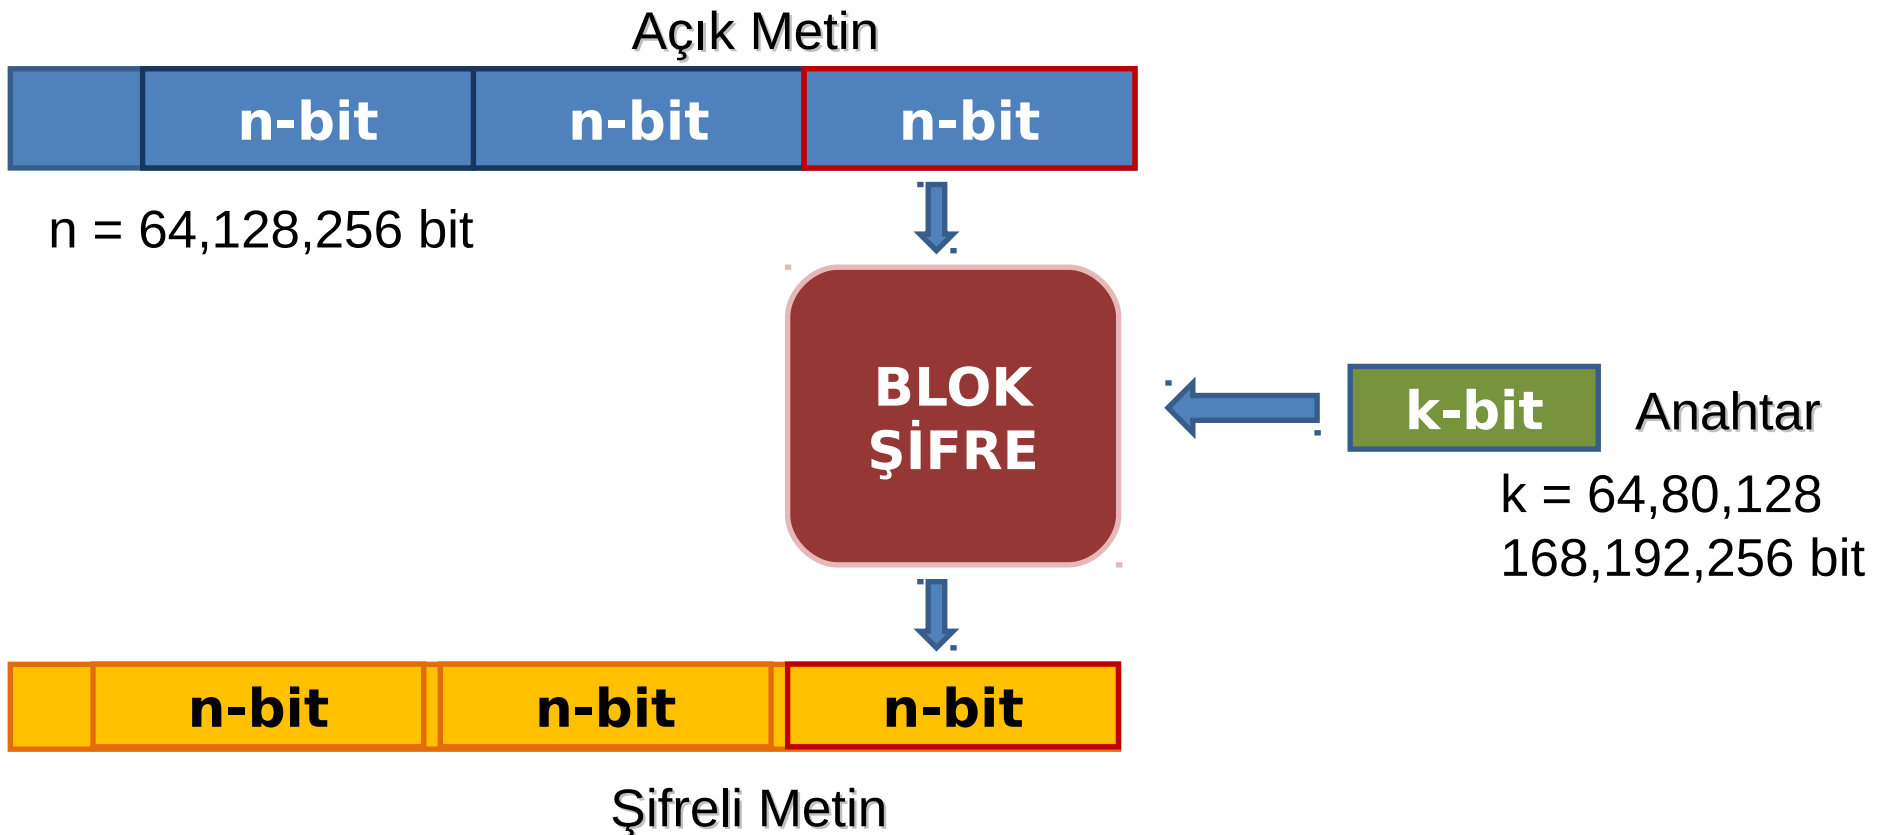 Açık Metin
n-bit n-bit n-bit
n = 64,128,256 bit
BLOK
ŞİFRE
k-bit Anahtar
k = 64,80,128
168,192,256 bit
n-bit n-bit n-bit
Şifreli Metin